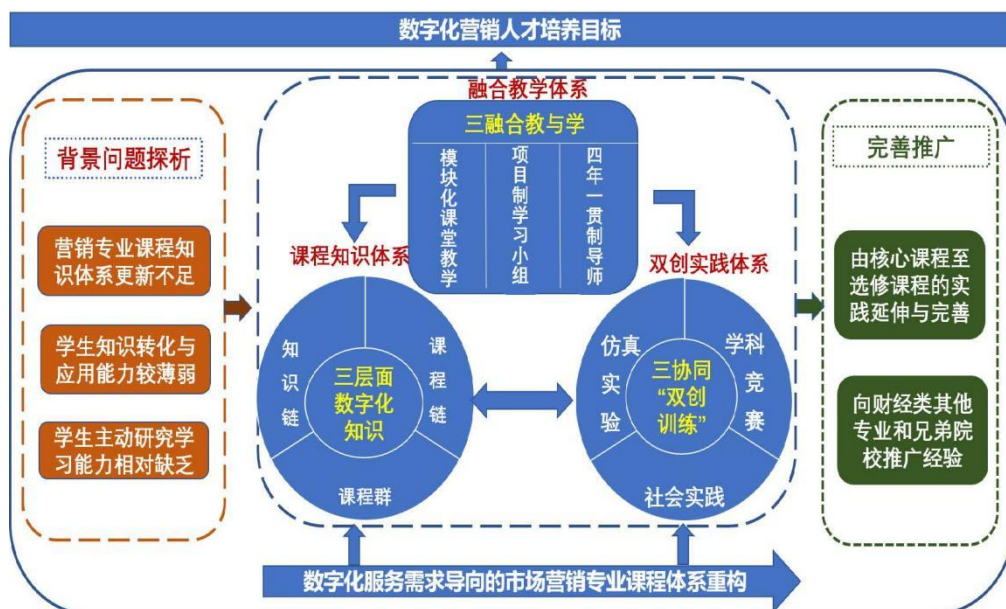 数字化营销人才培养目标
背景问题探析
营销专业课程知
识体系更新不足
学生知识转化与
应用能力较薄弱
学生主动研究学
习能力相对缺乏
融合教学体系
三融合教与学
模块化课堂教学
项目制学习小组
四年一贯制导师
课程知识体系
知识链
课程链
课程群
三层面
数字化
知识
双创实践体系
仿真
实
验
学科
竞
赛
社会实践
三协同
“双创
训练”
完善推广
由核心课程至
选修课程的实
践延伸与完善
向财经类其他
专业和兄弟院
校推广经验
数字化服务需求导向的市场营销专业课程体系重构